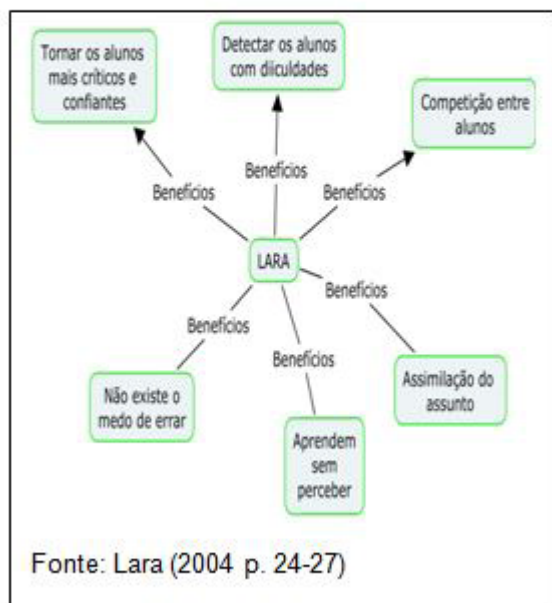 Tornar os alunos
mais críticos e
confiantes
Detectar os alunos
com diiculdades
Competição entre
alunos
Benefícios
Benefícios
Benefícios
LARA
Benefícios
Benefícios
Benefícios
Não existe o
medo de errar
Aprendem
sem
perceber
Assimilação do
assunto
Fonte: Lara (2004 p. 24-27)